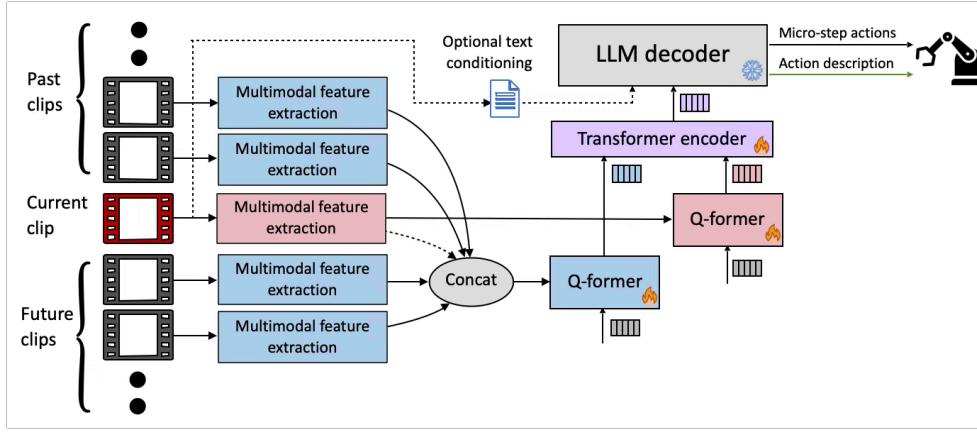 Past
clips
Current
clip
Future
clips
Multimodal feature
extraction
Multimodal feature
extraction
Multimodal feature
extraction
Multimodal feature
extraction
Multimodal feature
extraction
Concat
Optional text
conditioning
LLM decoder
Transformer encoder
Q-former
Q-former
Micro-step actions
Action description